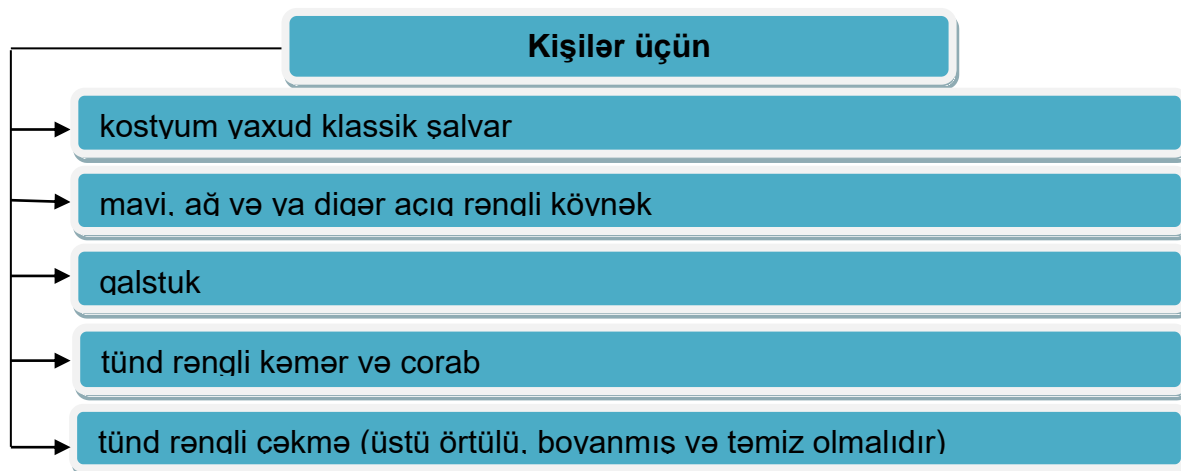 Kişilər üçün
kostyum yaxud klassik şalvar
mavi, ağ və ya digər açıq rəngli köynək
qalstuk
tünd rəngli kəmər və corab
tünd rəngli çəkmə (üstü örtülü, boyanmış və təmiz olmalıdır)